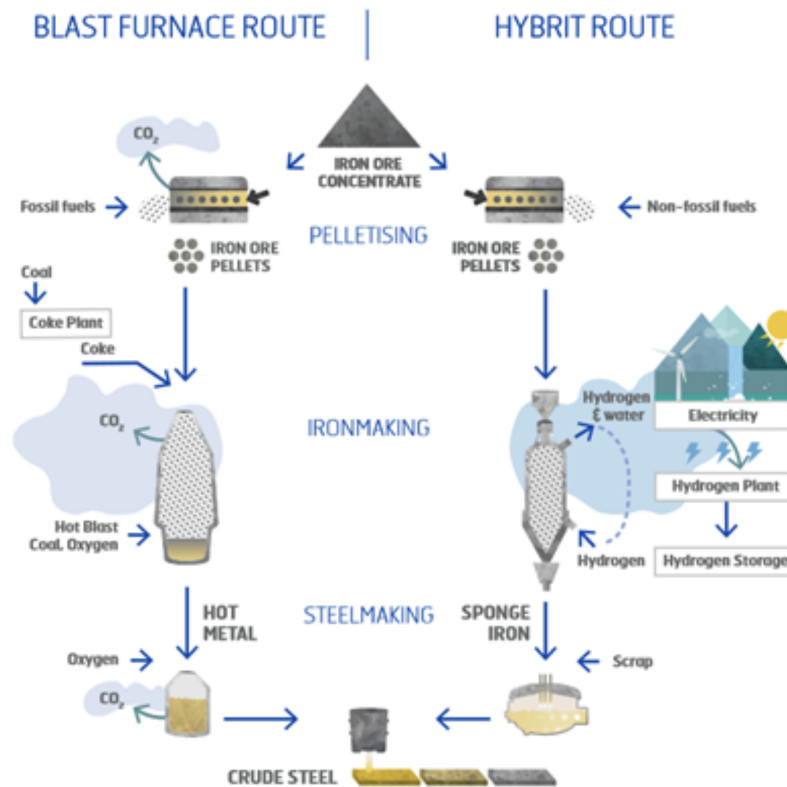 BLAST FURNACE ROUTE
HYBRIT ROUTE
CO₂
IRON ORE
CONCENTRATE
Fossil fuels
Non-fossil fuels
PELLETISING
IRON ORE
PELLETS
IRON ORE
PELLETS
Coal
Coke Plant
Coke
CO₂
IRONMAKING
Hydrogen
& water
Electricity
Hydrogen Plant
Hot Blast
Coal, Oxygen
Hydrogen
Hydrogen Storage
HOT
METAL
STEELMAKING
SPONGE
IRON
Oxygen
Scrap
CO₂
CRUDE STEEL